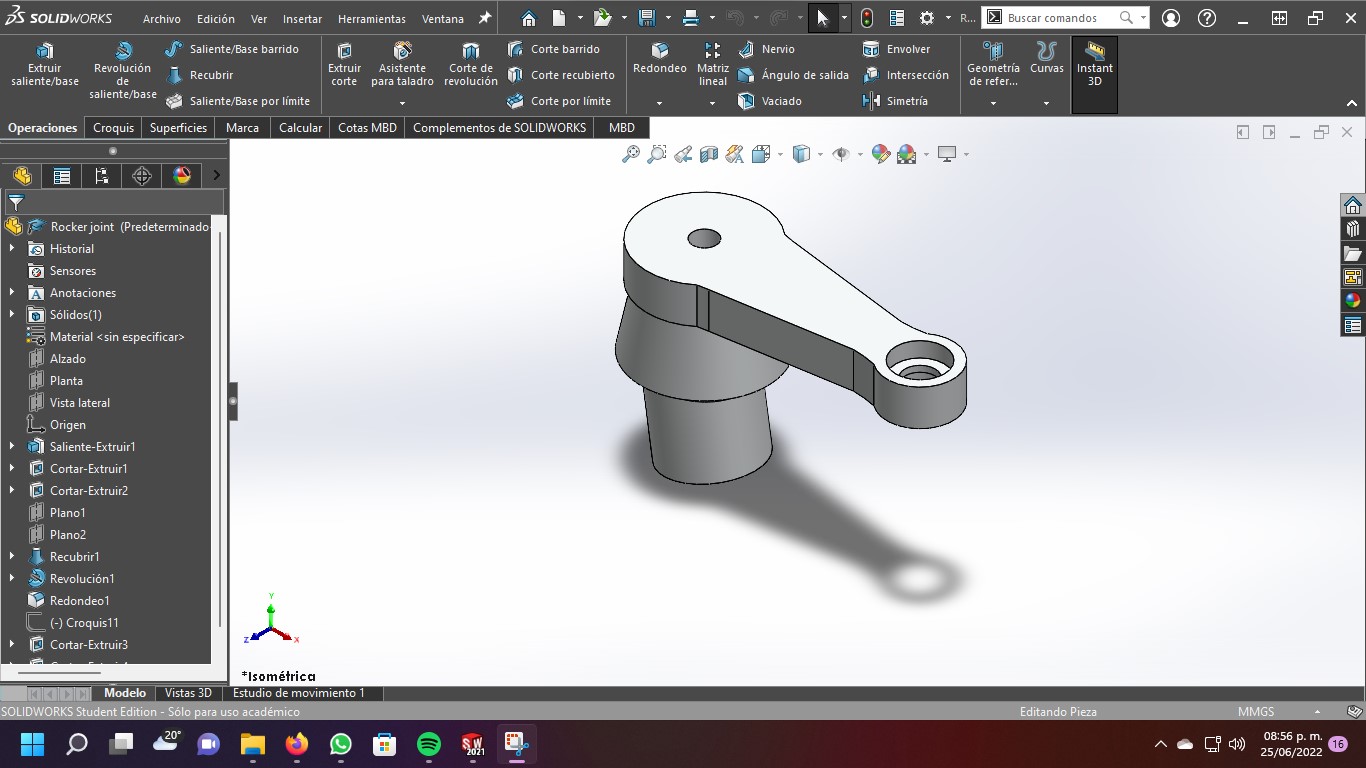 SOLIDWORKS
Archivo Edición Ver Insertar Herramientas Ventana
R...
Buscar comandos
Extruir saliente/base
Revolución de saliente/base
Saliente/Base barrido
Recubrir
Saliente/Base por límite
Extruir corte
Asistente para taladro
Corte de revolución
Corte barrido
Corte recubierto
Corte por límite
Redondeo
Matriz lineal
Nervio
Ángulo de salida
Vaciado
Envolver
Intersección
Simetría
Geometría de refer...
Curvas
Instant 3D
Operaciones Croquis Superficies Marca Calcular Cotas MBD Complementos de SOLIDWORKS MBD
Rocker joint (Predeterminado
Historial
Sensores
Anotaciones
Sólidos(1)
Material <sin especificar>
Alzado
Planta
Vista lateral
Origen
Saliente-Extruir1
Cortar-Extruir1
Cortar-Extruir2
Plano1
Plano2
Recubrir1
Revolución1
Redondeo1
(-) Croquis11
Cortar-Extruir3
Y
Z
X
*Isométrica
Modelo Vistas 3D Estudio de movimiento 1
SOLIDWORKS Student Edition - Sólo para uso académico
Editando Pieza
MMGS
20°
SW
2021
08:56 p. m.
25/06/2022
16